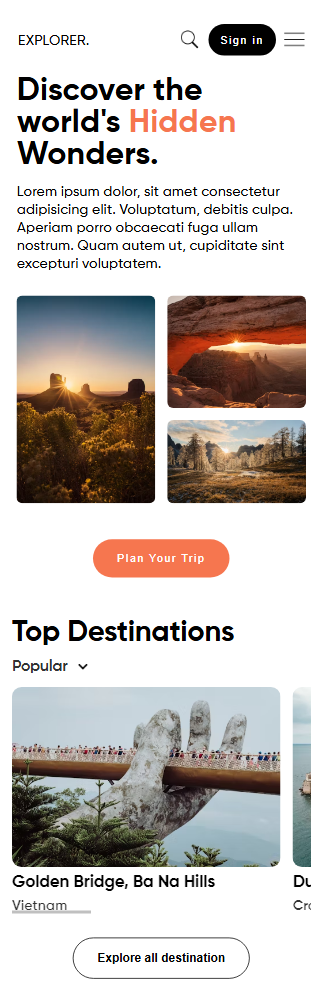 EXPLORER.
Sign in
Discover the
world's Hidden
Wonders.
Lorem ipsum dolor, sit amet consectetur
adipisicing elit. Voluptatum, debitis culpa.
Aperiam porro obcaecati fuga ullam
nostrum. Quam autem ut, cupiditate sint
excepturi voluptatem.
Plan Your Trip
Top Destinations
Popular
Golden Bridge, Ba Na Hills
Du
Vietnam
Cro
Explore all destination